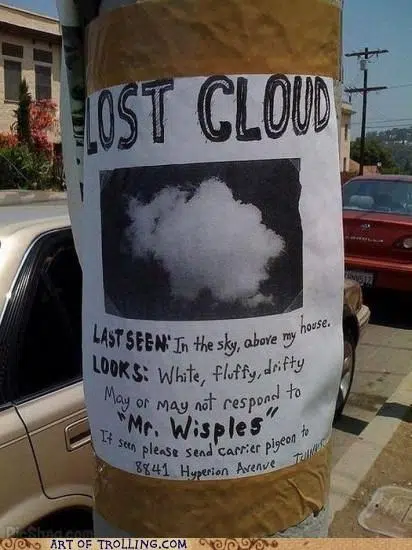 LOST CLOUD
LAST SEEN: In the sky, above my house.
LOOKS: White, fluffy, drifty
May or may not respond to
"Mr. Wisples"
If seen please send carrier pigeon to
8841 Hyperion Avenue
ART OF TROLLING.COM